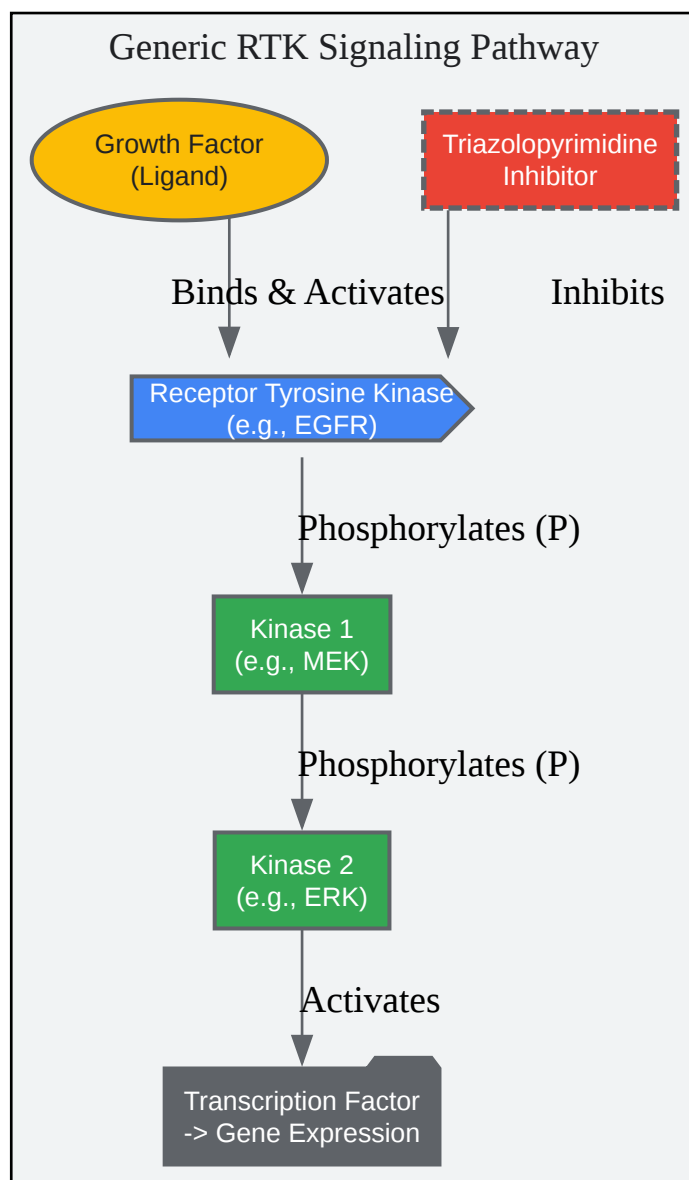 Generic RTK Signaling Pathway
Growth Factor
(Ligand)
Triazolopyrimidine
Inhibitor
Binds & Activates
Inhibits
Receptor Tyrosine Kinase
(e.g., EGFR)
Phosphorylates (P)
Kinase 1
(e.g., MEK)
Phosphorylates (P)
Kinase 2
(e.g., ERK)
Activates
Transcription Factor
-> Gene Expression